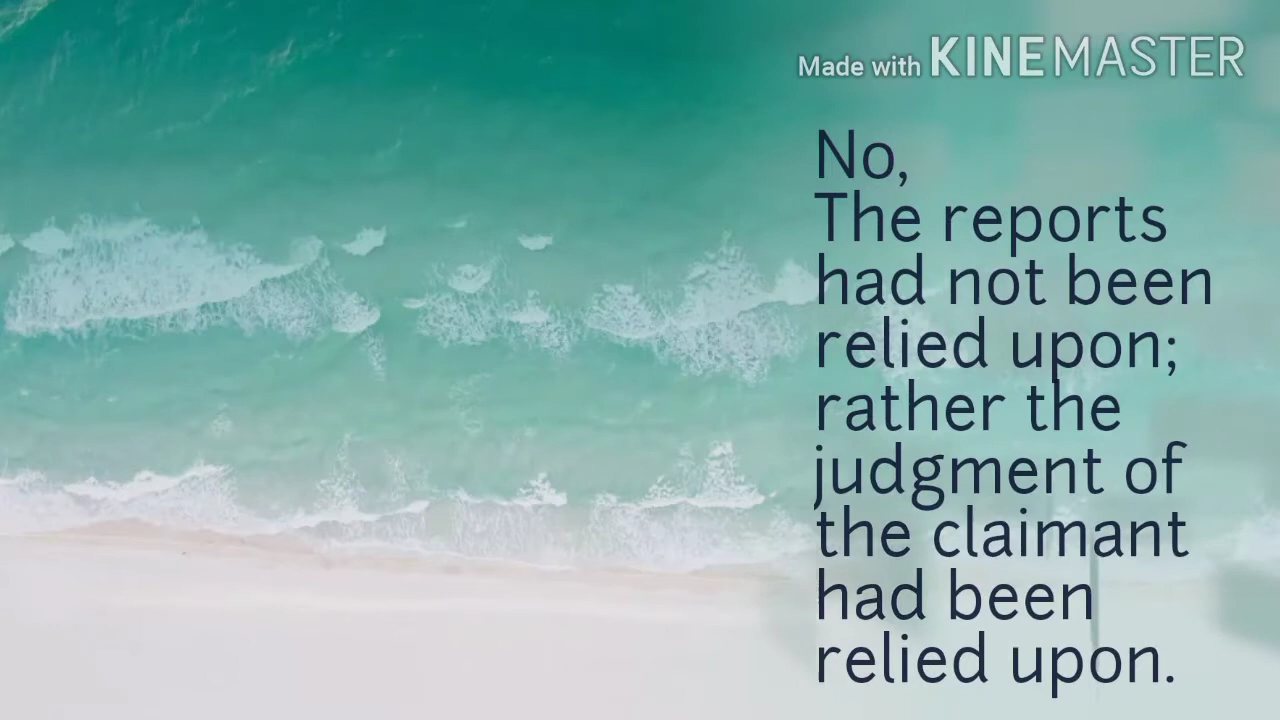 Made with KINEMASTER
No,
The reports
had not been
relied upon;
rather the
judgment of
the claimant
had been
relied upon.